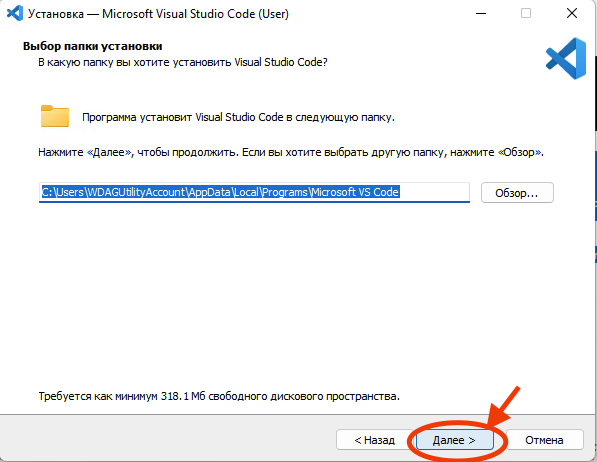 Установка — Microsoft Visual Studio Code (User)
Выбор папки установки
В какую папку вы хотите установить Visual Studio Code?
Программа установит Visual Studio Code в следующую папку.
Нажмите «Далее», чтобы продолжить. Если вы хотите выбрать другую папку, нажмите «Обзор».
C:\Users\WDAGUtilityAccount\AppData\Local\Programs\Microsoft VS Code
Обзор...
Требуется как минимум 318.1 Мб свободного дискового пространства.
< Назад
Далее >
Отмена